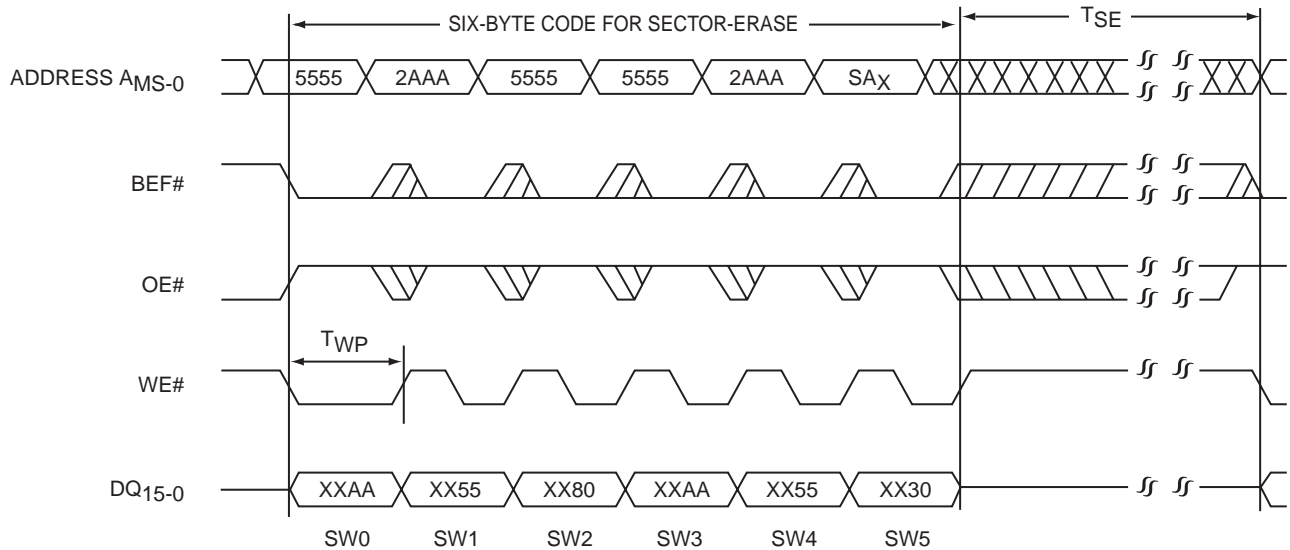 SIX-BYTE CODE FOR SECTOR-ERASE TSE
ADDRESS AMS-0 5555 2AAA 5555 5555 2AAA SAX
BEF#
OE#
TWP
WE#
DQ15-0 XXAA XX55 XX80 XXAA XX55 XX30
SW0 SW1 SW2 SW3 SW4 SW5